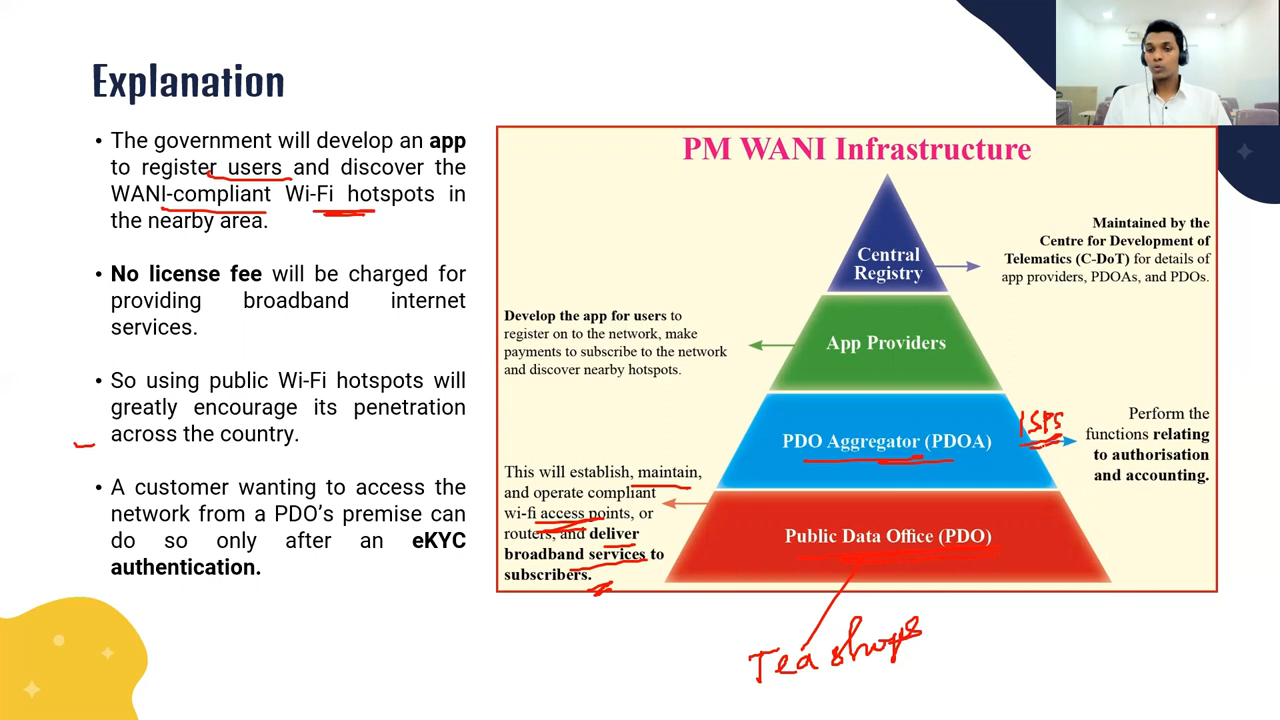 Explanation
• The government will develop an app
to register users and discover the
WANI-compliant Wi-Fi hotspots in
the nearby area.
• No license fee will be charged for
providing broadband internet
services.
• So using public Wi-Fi hotspots will
greatly encourage its penetration
across the country.
• A customer wanting to access the
network from a PDO's premise can
do so only after an eKYC
authentication.
PM WANI Infrastructure
Central
Registry
Maintained by the
Centre for Development of
Telematics (C-DoT) for details of
app providers, PDOAs, and PDOs.
Develop the app for users to
register on to the network, make
payments to subscribe to the network
and discover nearby hotspots.
App Providers
PDO Aggregator (PDOA)
ISPs
Perform the
functions relating
to authorisation
and accounting.
This will establish, maintain,
and operate compliant
wi-fi access points, or
routers, and deliver
broadband services to
subscribers.
Public Data Office (PDO)
Tea shops